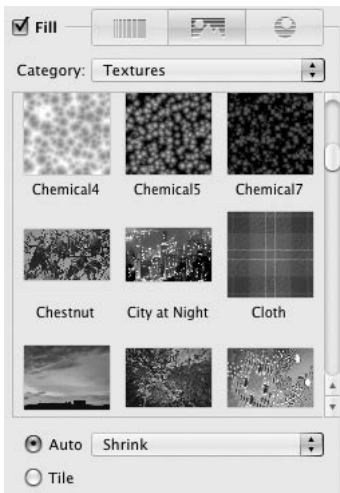 Fill
Category: Textures
Chemical4 Chemical5 Chemical7
Chestnut City at Night Cloth
Auto Shrink
Tile